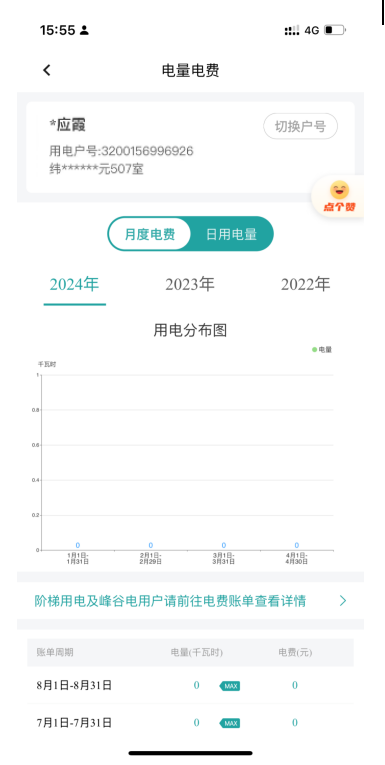 15:55
4G
电量电费
*应霞
切换户号
用电户号:3200156996926
纬******元507室
点个赞
月度电费 日用电量
2024年 2023年 2022年
用电分布图
电量
千瓦时
1
0.8
0.6
0.4
0.2
0
0 0 0 0
1月1日-1月31日 2月1日-2月29日 3月1日-3月31日 4月1日-4月30日
阶梯用电及峰谷电用户请前往电费账单查看详情
账单周期 电量(千瓦时) 电费(元)
8月1日-8月31日 0 MAX 0
7月1日-7月31日 0 MAX 0